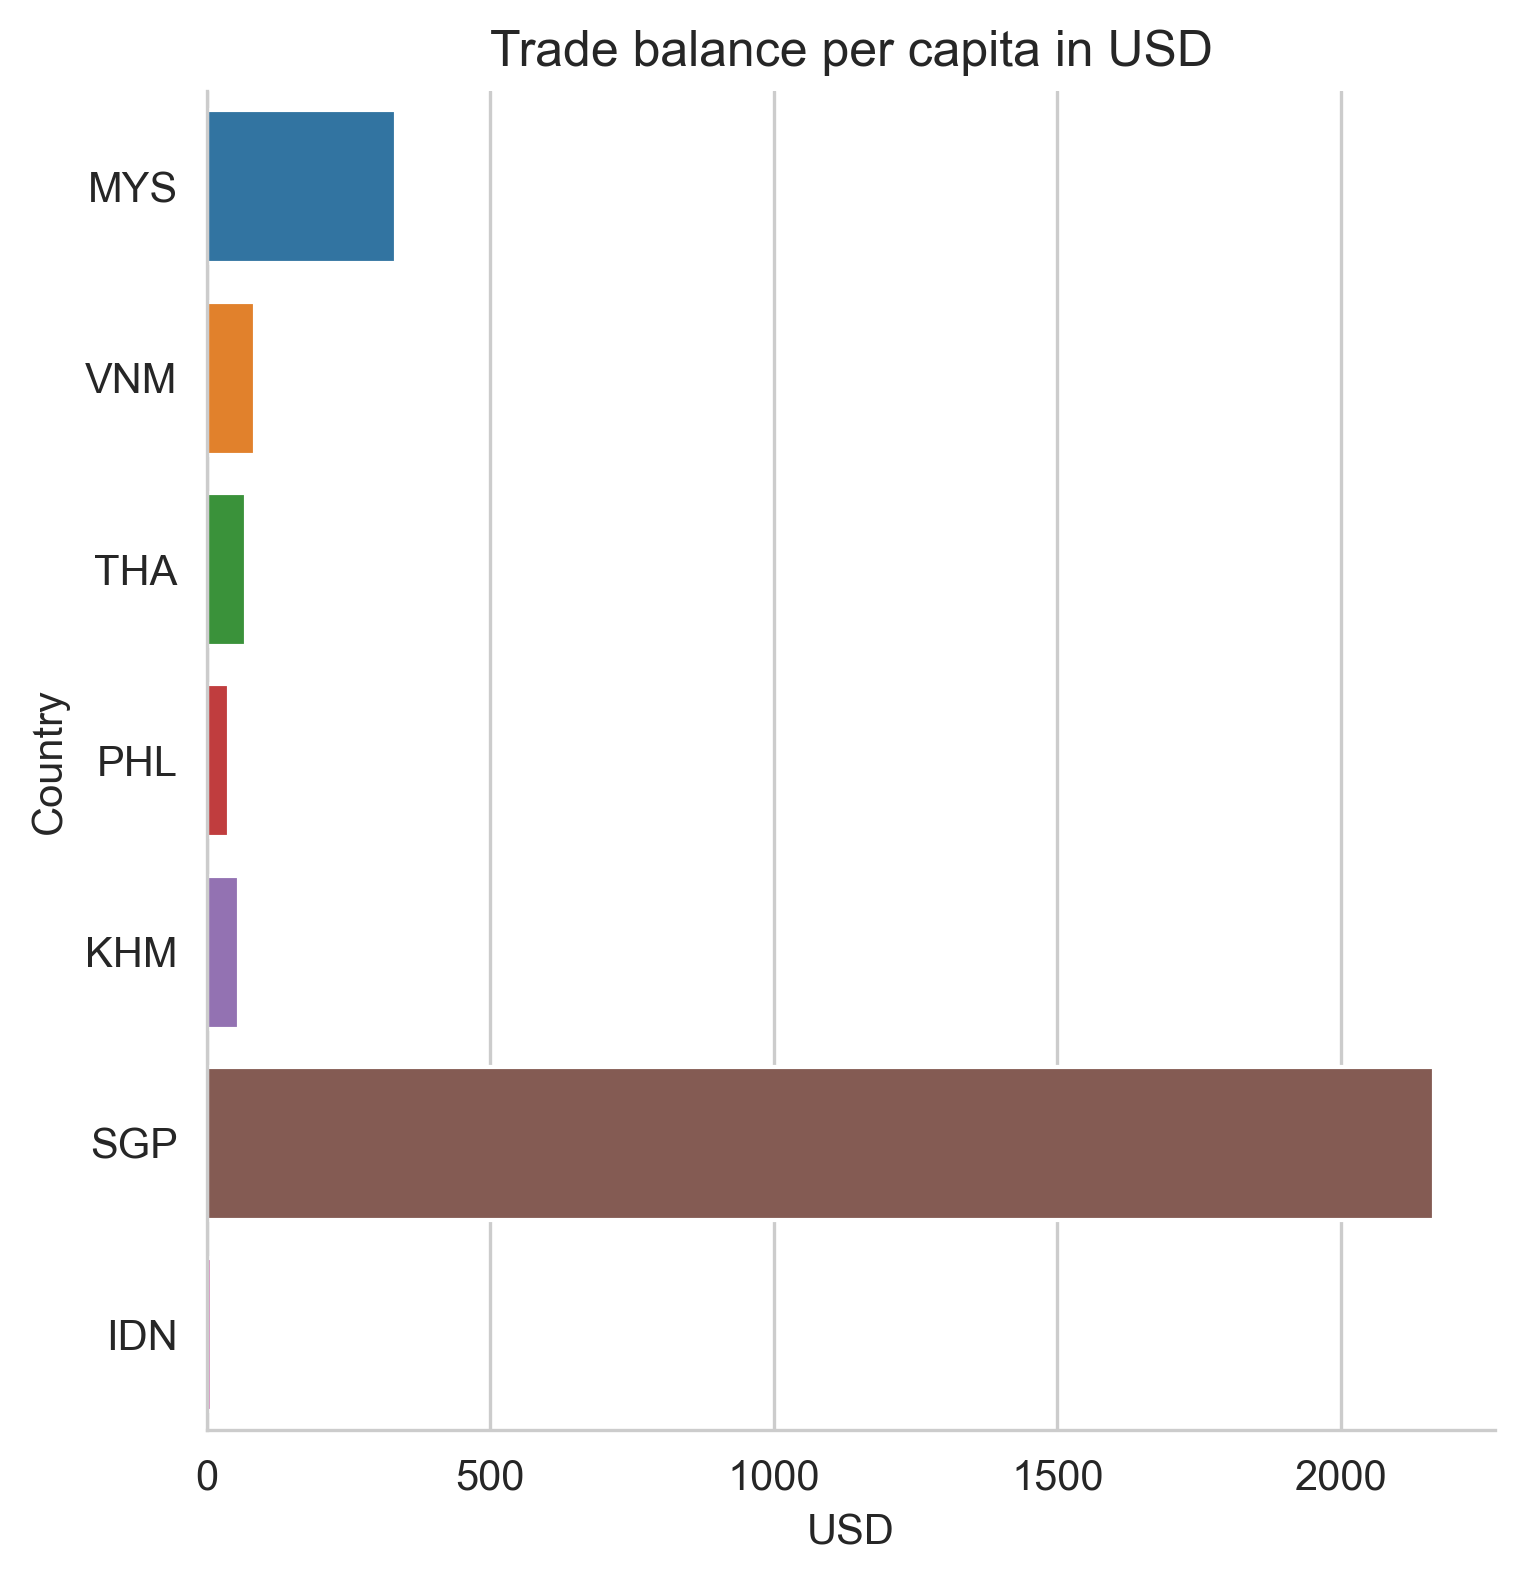 Trade balance per capita in USD
MYS
VNM
THA
PHL
KHM
SGP
IDN
Country
0 500 1000 1500 2000
USD